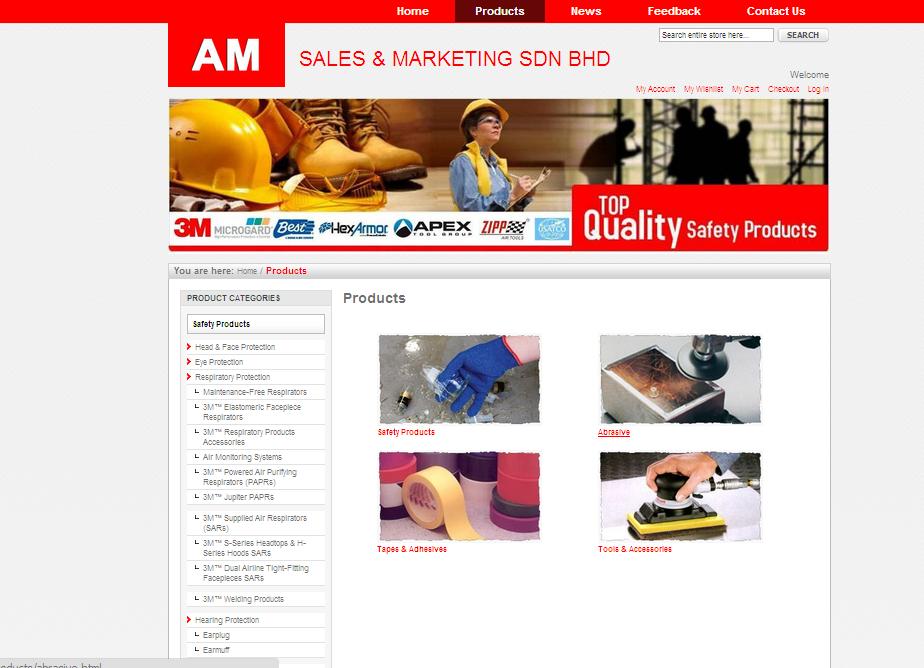 Home Products News Feedback Contact Us
Search entire store here... SEARCH
AM SALES & MARKETING SDN BHD
Welcome
My Account My Wishlist My Cart Checkout Log In
TOP
Quality Safety Products
3M MICROGARD Best HexArmor APEX ZIPP
TOOL GROUP AIR TOOLS
You are here: Home / Products
PRODUCT CATEGORIES
Products
Safety Products
Head & Face Protection
Eye Protection
Respiratory Protection
Maintenance-Free Respirators
3M™ Elastomeric Facepiece
Respirators
3M™ Respiratory Products
Accessories
Air Monitoring Systems
3M™ Powered Air Purifying
Respirators (PAPRs)
3M™ Jupiter PAPRs
3M™ Supplied Air Respirators
(SARs)
3M™ S-Series Headtops & H-
Series Hoods SARs
3M™ Dual Airline Tight-Fitting
Facepieces SARs
3M™ Welding Products
Hearing Protection
Earplug
Earmuff
Safety Products
Abrasive
Tapes & Adhesives
Tools & Accessories